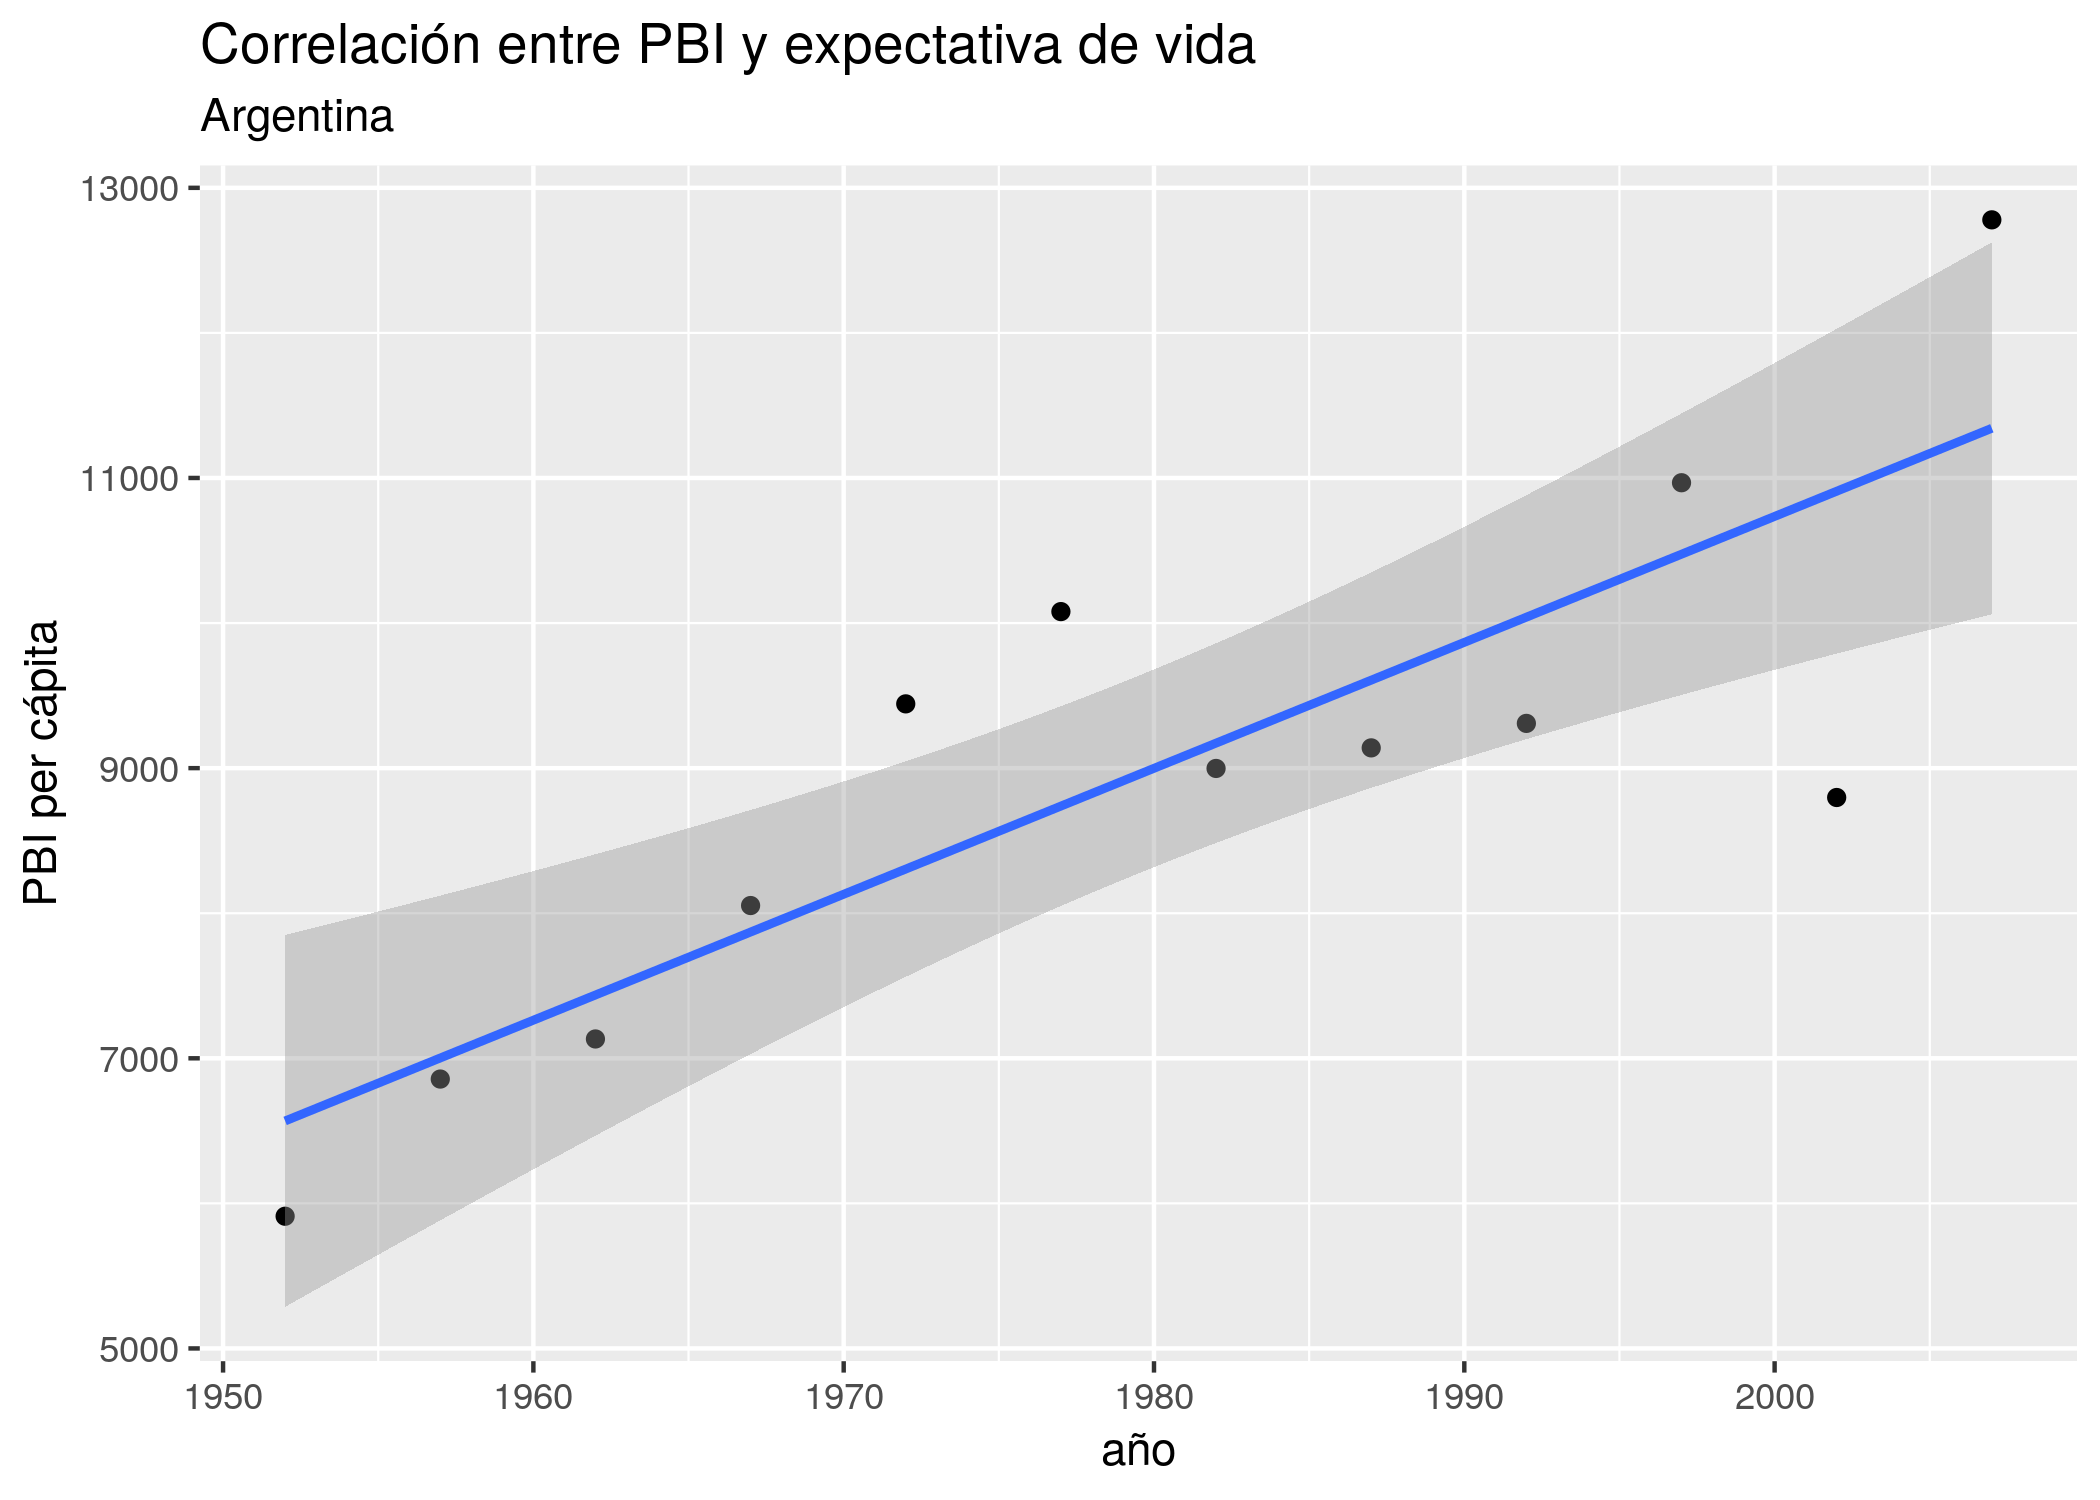 Correlación entre PBI y expectativa de vida
Argentina
13000
11000
9000
7000
5000
PBI per cápita
1950 1960 1970 1980 1990 2000
año